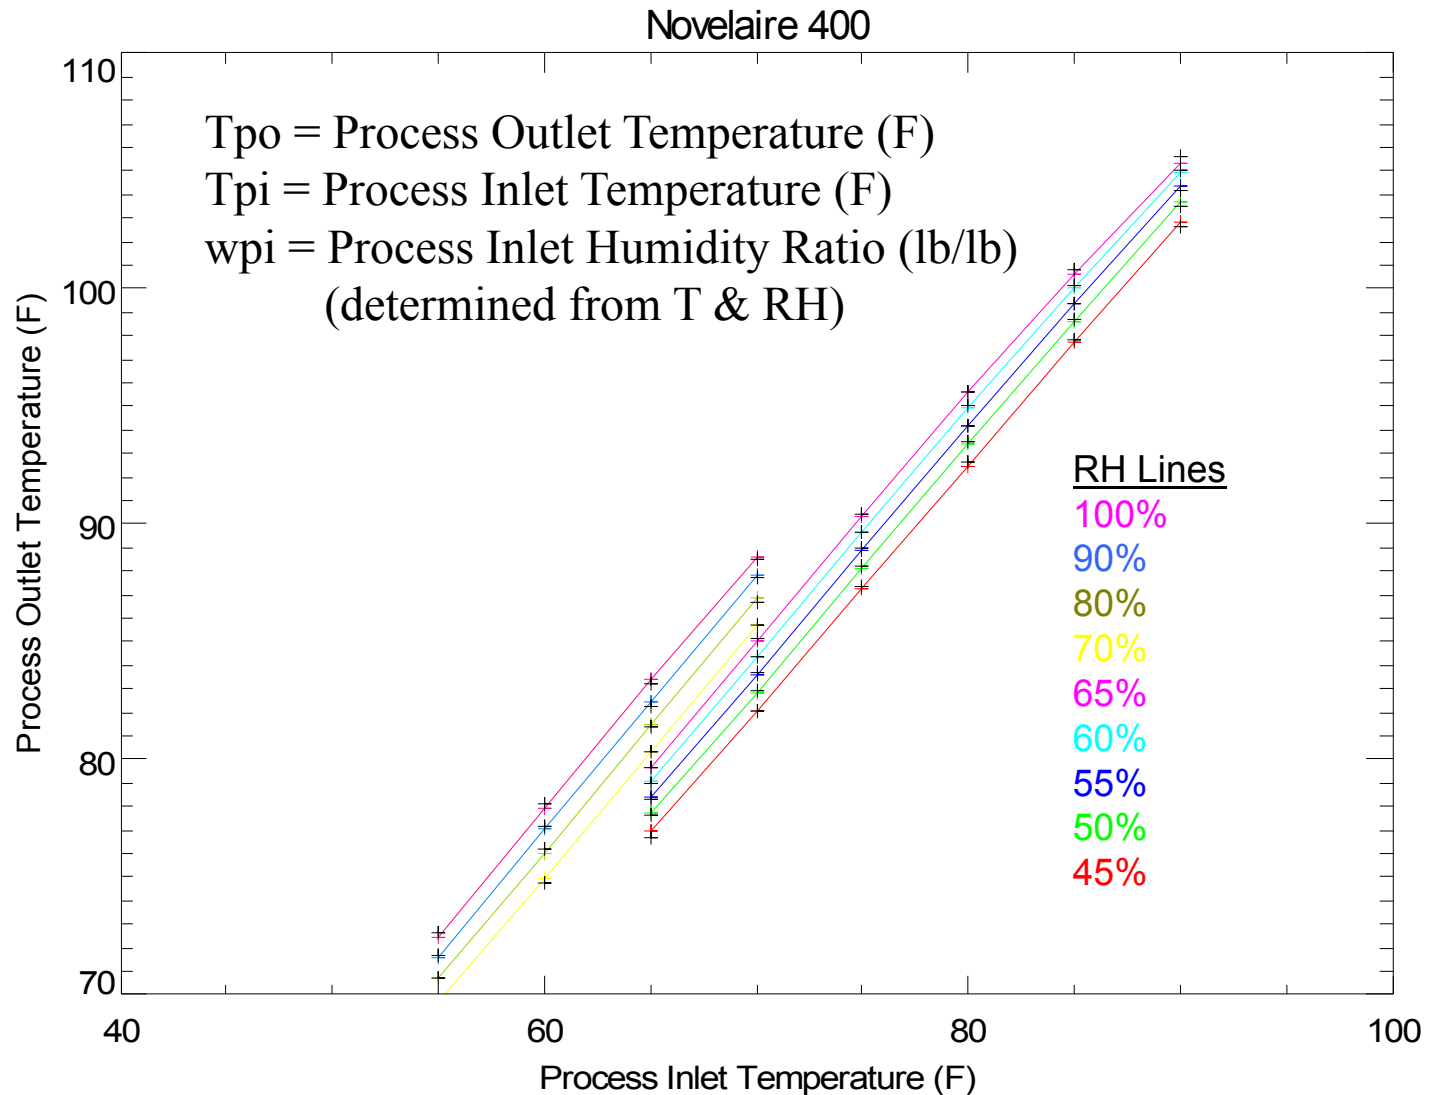 Novelaire 400
Tpo = Process Outlet Temperature (F)
Tpi = Process Inlet Temperature (F)
wpi = Process Inlet Humidity Ratio (lb/lb)
(determined from T & RH)
Process Outlet Temperature (F)
110
100
90
80
70
RH Lines
100%
90%
80%
70%
65%
60%
55%
50%
45%
40
60
80
100
Process Inlet Temperature (F)